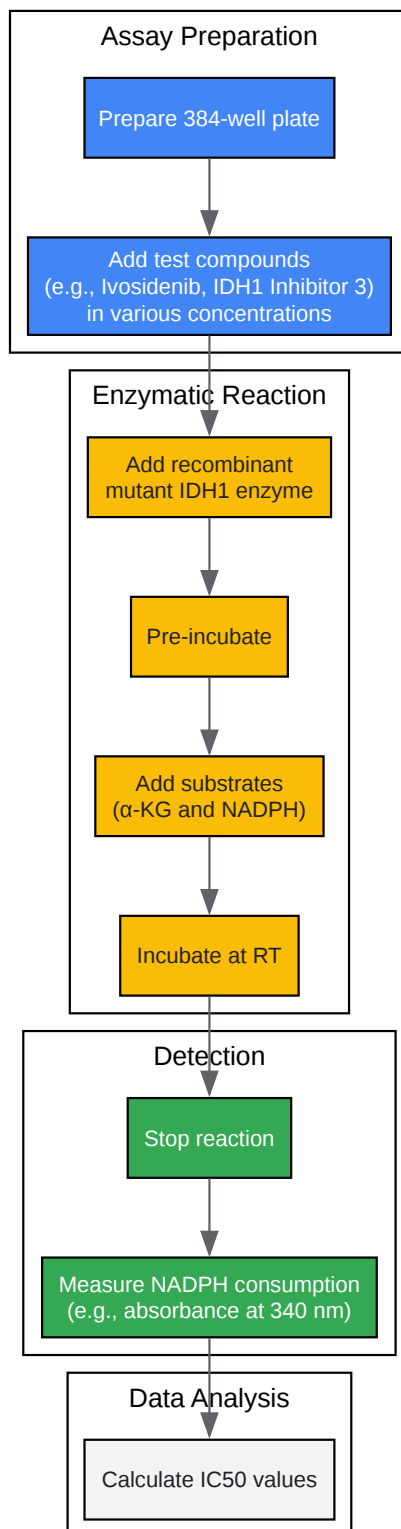 Assay Preparation
Prepare 384-well plate
Add test compounds
(e.g., Ivosidenib, IDH1 Inhibitor 3)
in various concentrations
Enzymatic Reaction
Add recombinant
mutant IDH1 enzyme
Pre-incubate
Add substrates
(α-KG and NADPH)
Incubate at RT
Detection
Stop reaction
Measure NADPH consumption
(e.g., absorbance at 340 nm)
Data Analysis
Calculate IC50 values